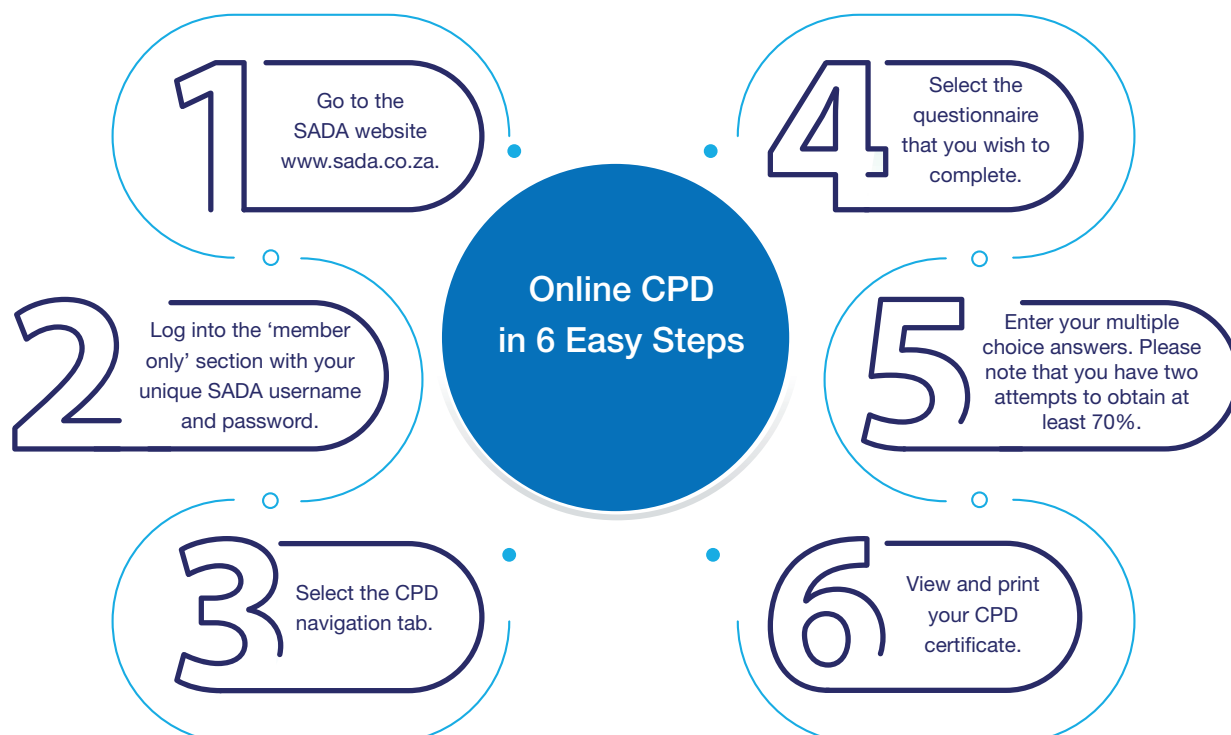 Online CPD
in 6 Easy Steps
1
Go to the
SADA website
www.sada.co.za.
2
Log into the ‘member
only’ section with your
unique SADA username
and password.
3
Select the CPD
navigation tab.
4
Select the
questionnaire
that you wish to
complete.
5
Enter your multiple
choice answers. Please
note that you have two
attempts to obtain at
least 70%.
6
View and print
your CPD
certificate.